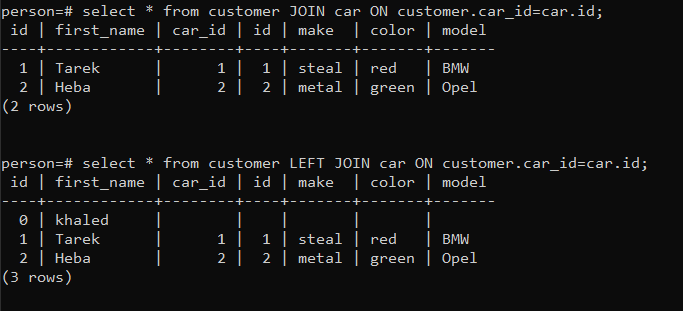 person=# select * from customer JOIN car ON customer.car_id=car.id;
 id | first_name | car_id | id | make  | color | model
----+------------+--------+----+-------+-------+-------
  1 | Tarek      |      1 |  1 | steal | red   | BMW
  2 | Heba       |      2 |  2 | metal | green | Opel
(2 rows)

person=# select * from customer LEFT JOIN car ON customer.car_id=car.id;
 id | first_name | car_id | id | make  | color | model
----+------------+--------+----+-------+-------+-------
  0 | khaled     |        |    |       |       |
  1 | Tarek      |      1 |  1 | steal | red   | BMW
  2 | Heba       |      2 |  2 | metal | green | Opel
(3 rows)